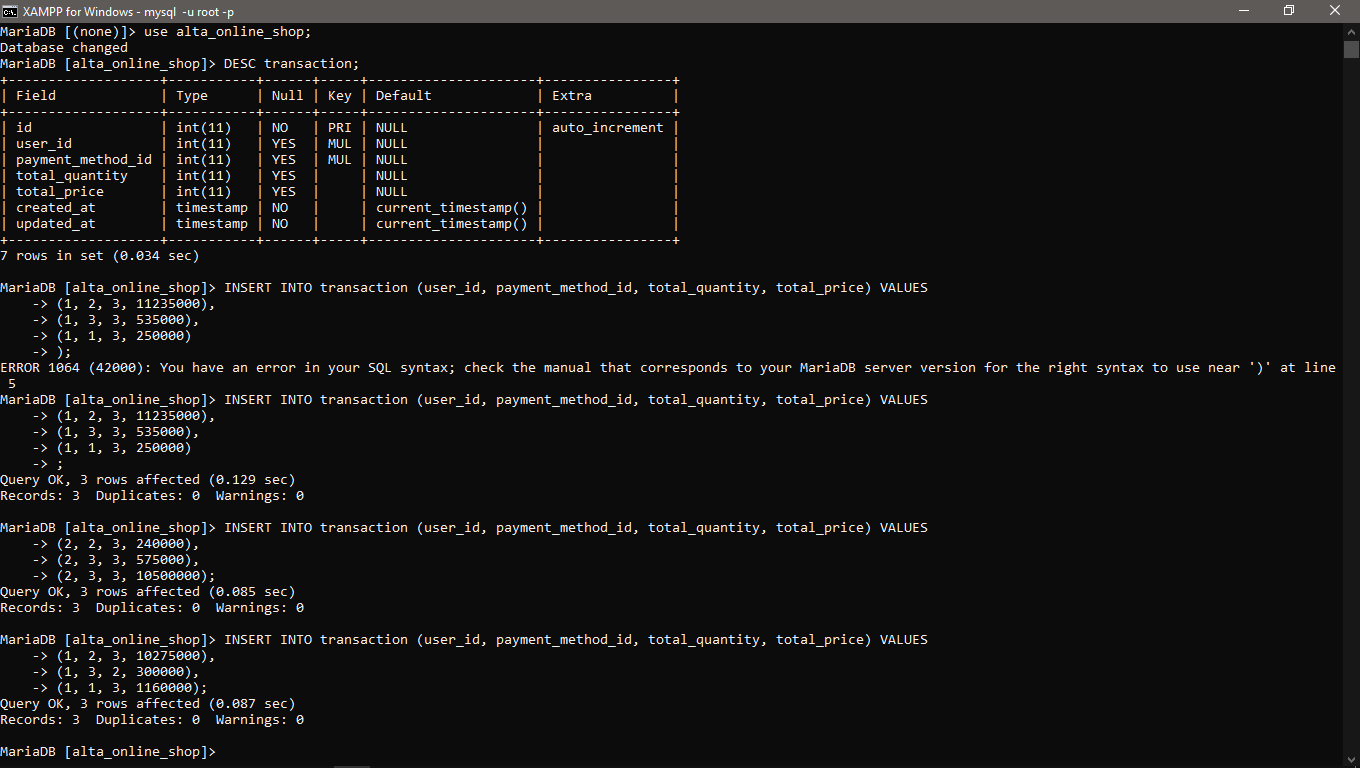 XAMPP for Windows - mysql  -u root -p
MariaDB [(none)]> use alta_online_shop;
Database changed
MariaDB [alta_online_shop]> DESC transaction;
+-------------------+-----------+------+-----+---------------------+----------------+
| Field             | Type      | Null | Key | Default             | Extra          |
+-------------------+-----------+------+-----+---------------------+----------------+
| id                | int(11)   | NO   | PRI | NULL                | auto_increment |
| user_id           | int(11)   | YES  | MUL | NULL                |                |
| payment_method_id | int(11)   | YES  | MUL | NULL                |                |
| total_quantity    | int(11)   | YES  |     | NULL                |                |
| total_price       | int(11)   | YES  |     | NULL                |                |
| created_at        | timestamp | NO   |     | current_timestamp() |                |
| updated_at        | timestamp | NO   |     | current_timestamp() |                |
+-------------------+-----------+------+-----+---------------------+----------------+
7 rows in set (0.034 sec)

MariaDB [alta_online_shop]> INSERT INTO transaction (user_id, payment_method_id, total_quantity, total_price) VALUES
    -> (1, 2, 3, 11235000),
    -> (1, 3, 3, 535000),
    -> (1, 1, 3, 250000)
    -> );
ERROR 1064 (42000): You have an error in your SQL syntax; check the manual that corresponds to your MariaDB server version for the right syntax to use near ')' at line
 5
MariaDB [alta_online_shop]> INSERT INTO transaction (user_id, payment_method_id, total_quantity, total_price) VALUES
    -> (1, 2, 3, 11235000),
    -> (1, 3, 3, 535000),
    -> (1, 1, 3, 250000)
    -> ;
Query OK, 3 rows affected (0.129 sec)
Records: 3  Duplicates: 0  Warnings: 0

MariaDB [alta_online_shop]> INSERT INTO transaction (user_id, payment_method_id, total_quantity, total_price) VALUES
    -> (2, 2, 3, 240000),
    -> (2, 3, 3, 575000),
    -> (2, 3, 3, 10500000);
Query OK, 3 rows affected (0.085 sec)
Records: 3  Duplicates: 0  Warnings: 0

MariaDB [alta_online_shop]> INSERT INTO transaction (user_id, payment_method_id, total_quantity, total_price) VALUES
    -> (1, 2, 3, 10275000),
    -> (1, 3, 2, 300000),
    -> (1, 1, 3, 1160000);
Query OK, 3 rows affected (0.087 sec)
Records: 3  Duplicates: 0  Warnings: 0

MariaDB [alta_online_shop]>